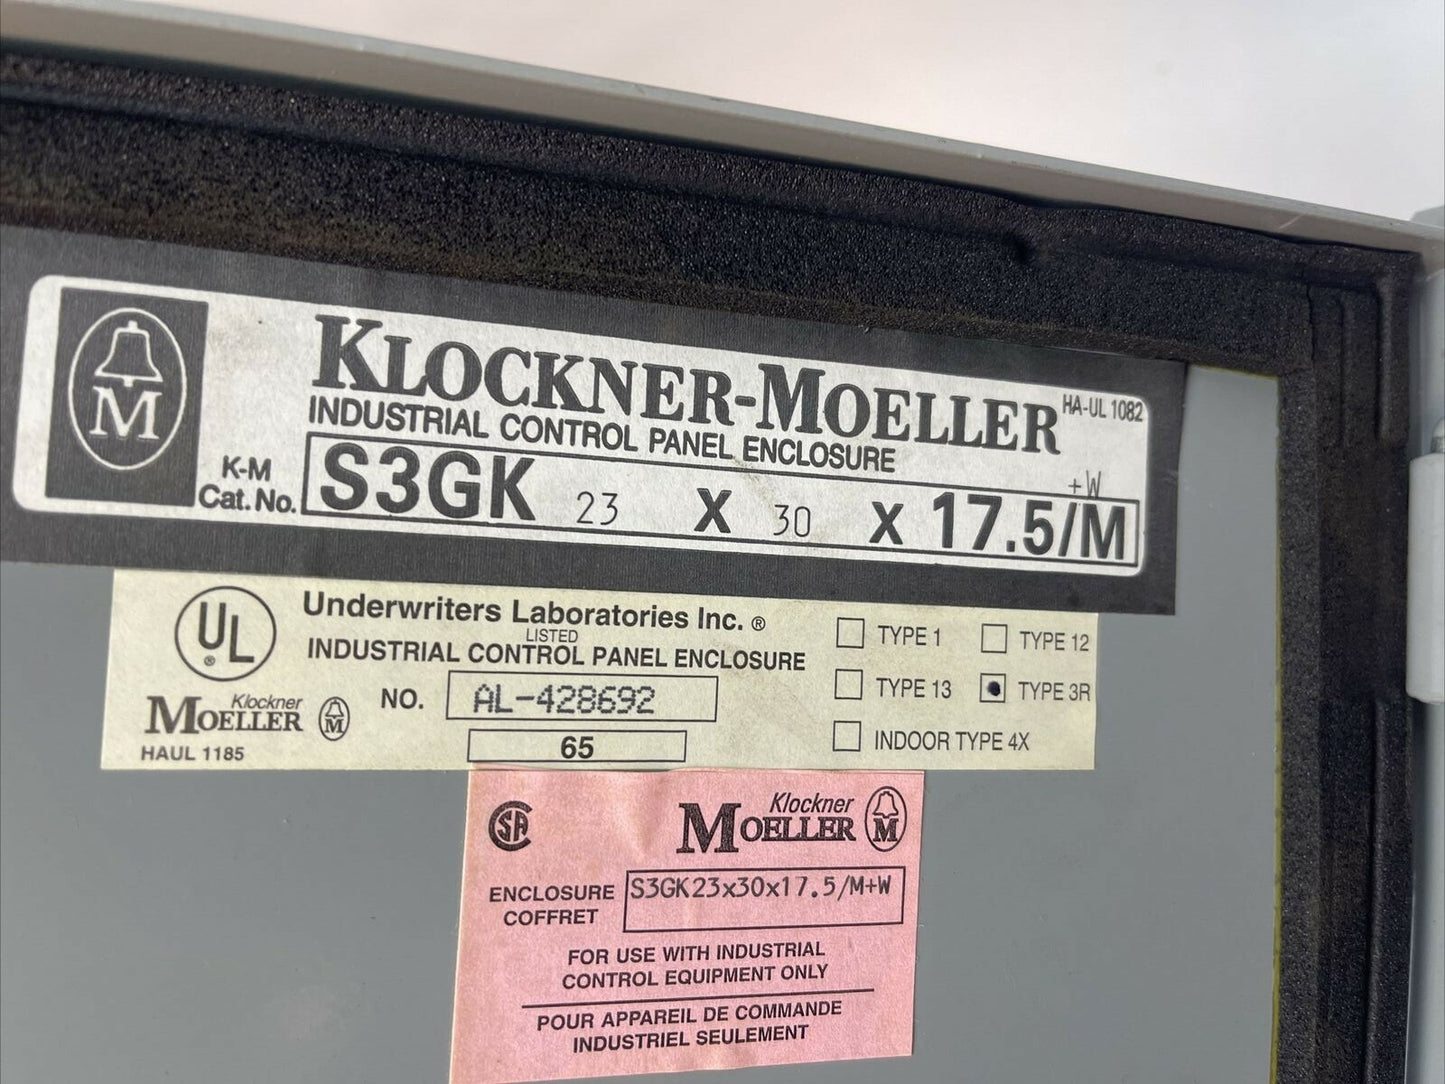 M
KLOCKNER-MOELLER
HA-UL 1082
INDUSTRIAL CONTROL PANEL ENCLOSURE
K-M
Cat. No.
S3GK 23 X 30 X 17.5/M +W
UL
®
Underwriters Laboratories Inc. ®
LISTED
INDUSTRIAL CONTROL PANEL ENCLOSURE
Klockner
MOELLER M
HAUL 1185
NO. AL-428692
65
TYPE 1
TYPE 12
TYPE 13
TYPE 3R
INDOOR TYPE 4X
CSA
Klockner
MOELLER M
ENCLOSURE
COFFRET
S3GK23x30x17.5/M+W
FOR USE WITH INDUSTRIAL
CONTROL EQUIPMENT ONLY
POUR APPAREIL DE COMMANDE
INDUSTRIEL SEULEMENT